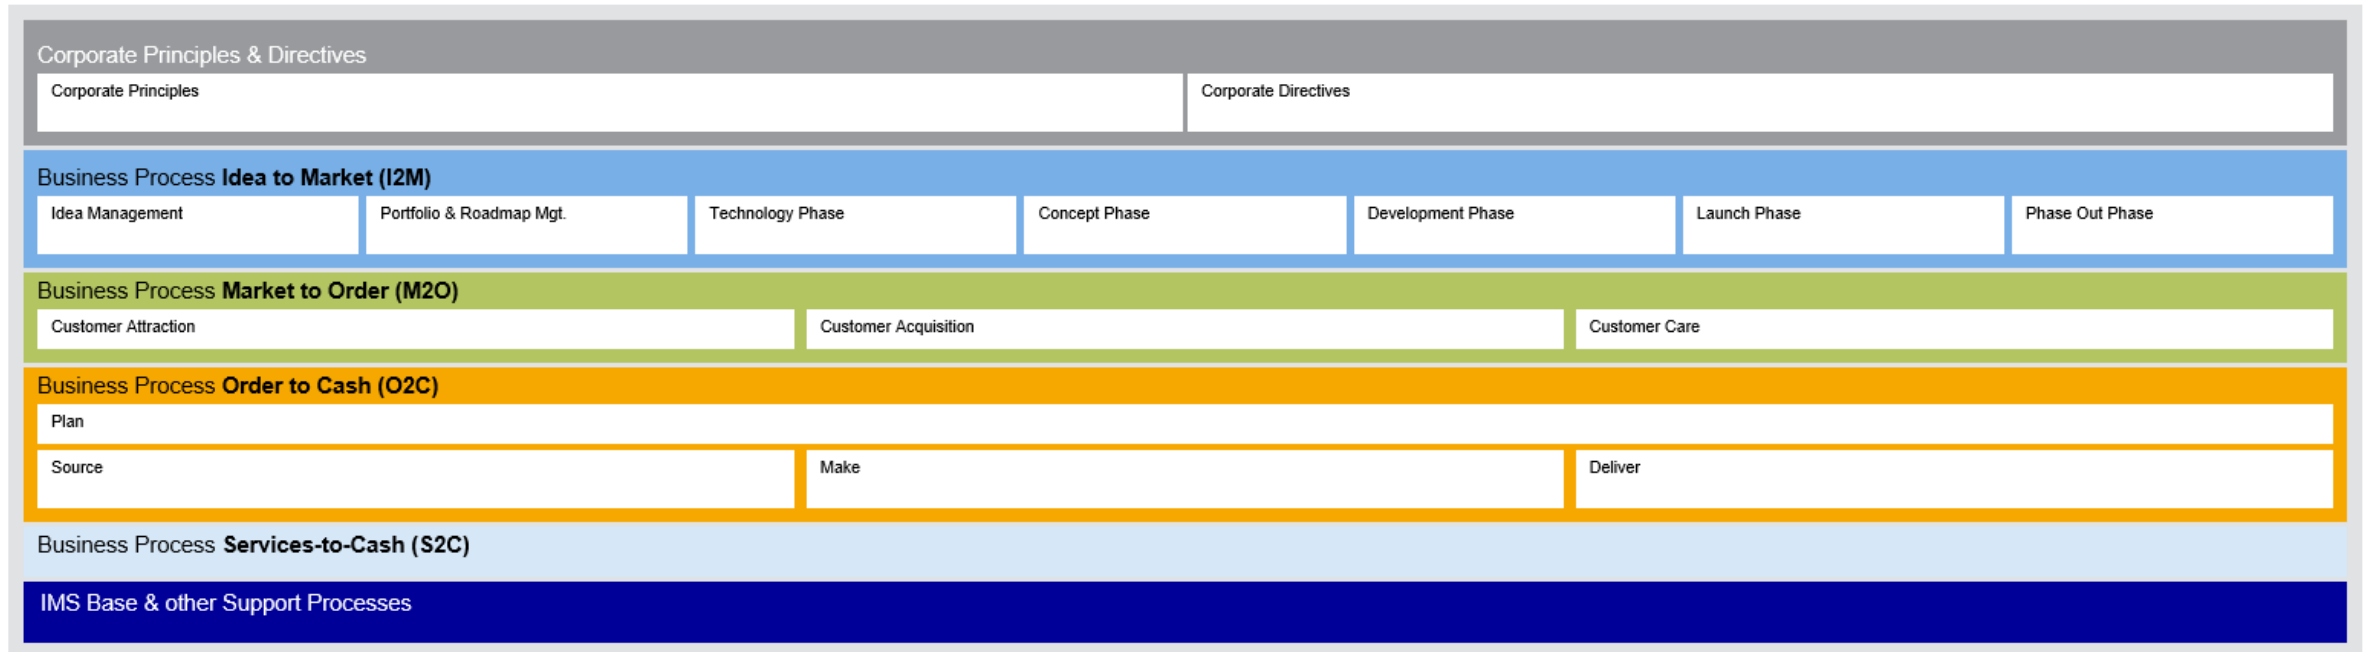 Corporate Principles & Directives
Corporate Principles
Corporate Directives
Business Process Idea to Market (I2M)
Idea Management
Portfolio & Roadmap Mgt.
Technology Phase
Concept Phase
Development Phase
Launch Phase
Phase Out Phase
Business Process Market to Order (M2O)
Customer Attraction
Customer Acquisition
Customer Care
Business Process Order to Cash (O2C)
Plan
Source
Make
Deliver
Business Process Services-to-Cash (S2C)
IMS Base & other Support Processes